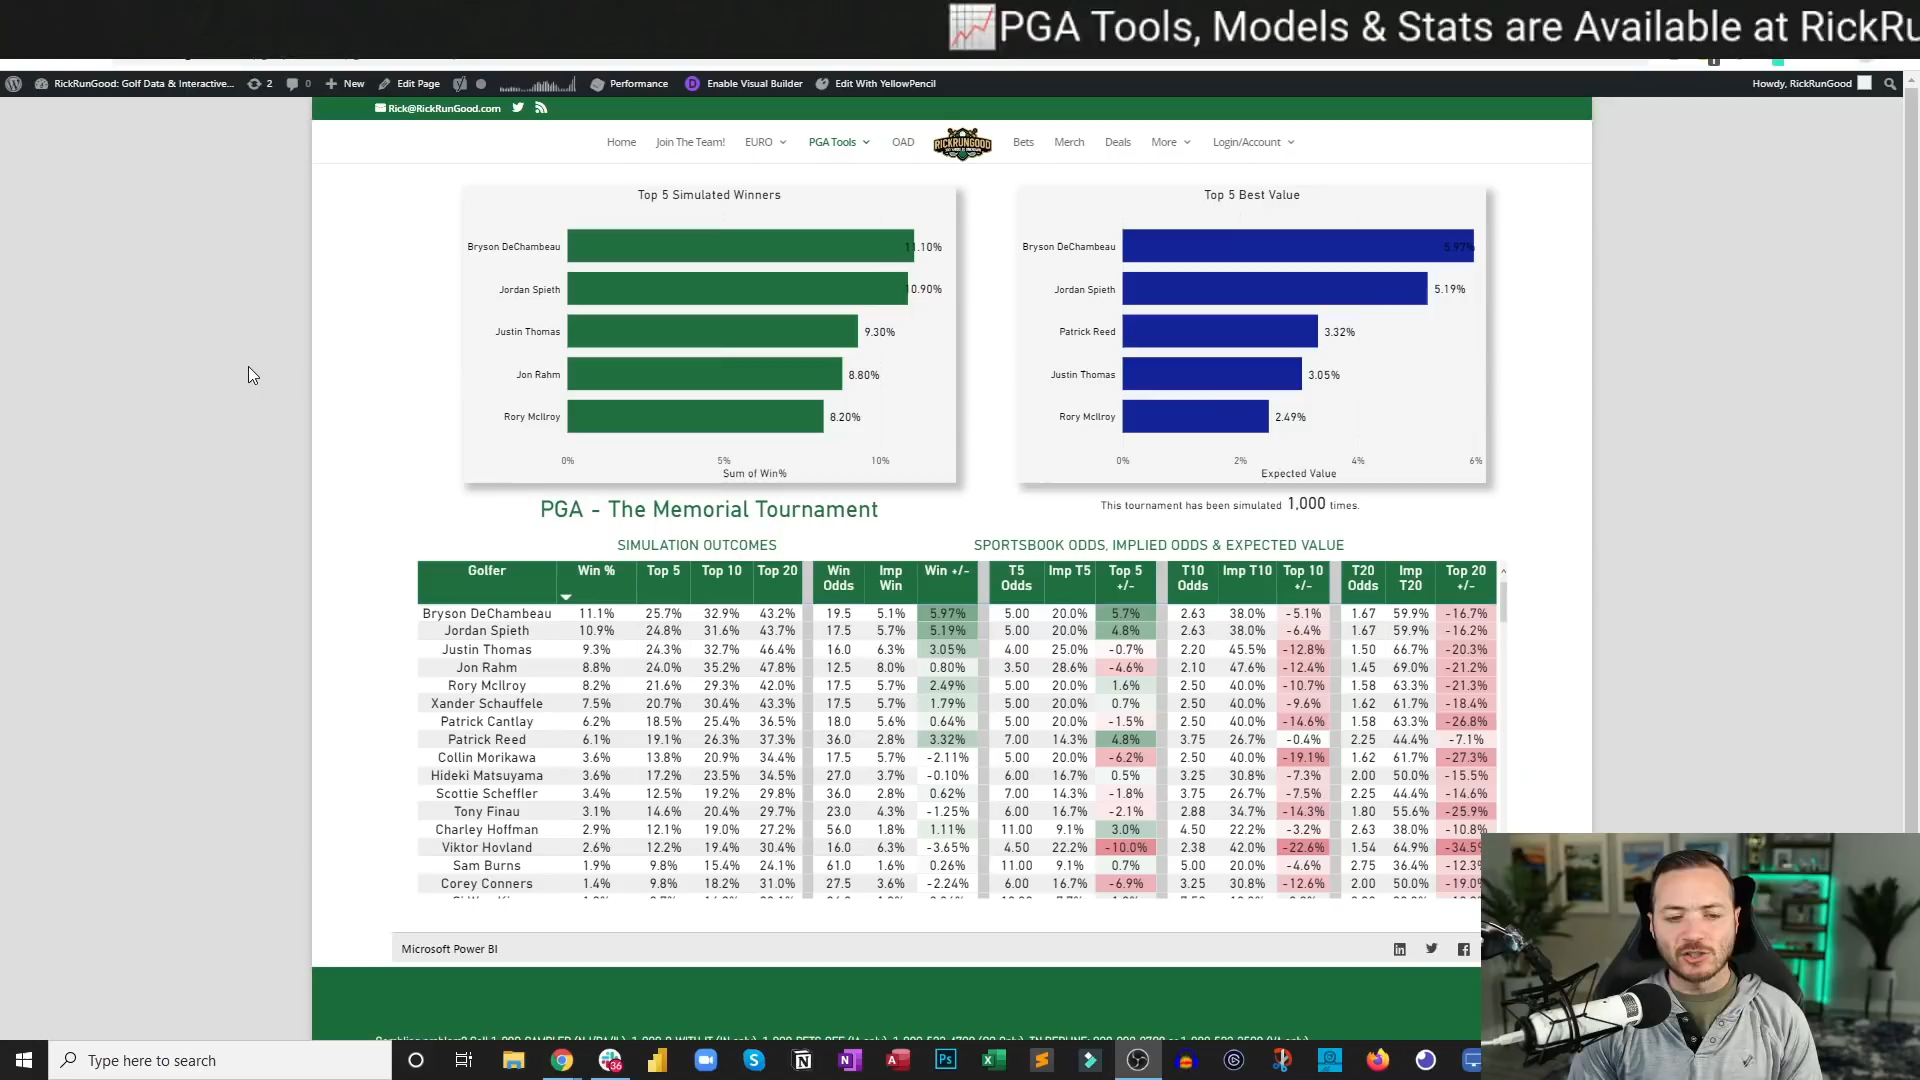 📈PGA Tools, Models & Stats are Available at RickRu
RickRunGood: Golf Data & Interactive... 2 0 New Edit Page Performance Enable Visual Builder Edit With YellowPencil Howdy, RickRunGood
Rick@RickRunGood.com
Home Join The Team! EURO PGA Tools OAD RICKRUNGOOD Bets Merch Deals More Login/Account
Top 5 Simulated Winners
Bryson DeChambeau 11.10%
Jordan Spieth 10.90%
Justin Thomas 9.30%
Jon Rahm 8.80%
Rory McIlroy 8.20%
0% 5% 10%
Sum of Win%
Top 5 Best Value
Bryson DeChambeau 5.97%
Jordan Spieth 5.19%
Patrick Reed 3.32%
Justin Thomas 3.05%
Rory McIlroy 2.49%
0% 2% 4% 6%
Expected Value
PGA - The Memorial Tournament
This tournament has been simulated 1,000 times.
SIMULATION OUTCOMES SPORTSBOOK ODDS, IMPLIED ODDS & EXPECTED VALUE
Golfer Win % Top 5 Top 10 Top 20 Win Odds Imp Win Win +/- T5 Odds Imp T5 Top 5 +/- T10 Odds Imp T10 Top 10 +/- T20 Odds Imp T20 Top 20 +/-
Bryson DeChambeau 11.1% 25.7% 32.9% 43.2% 19.5 5.1% 5.97% 5.00 20.0% 5.7% 2.63 38.0% -5.1% 1.67 59.9% -16.7%
Jordan Spieth 10.9% 24.8% 31.6% 43.7% 17.5 5.7% 5.19% 5.00 20.0% 4.8% 2.63 38.0% -6.4% 1.67 59.9% -16.2%
Justin Thomas 9.3% 24.3% 32.7% 46.4% 16.0 6.3% 3.05% 4.00 25.0% -0.7% 2.20 45.5% -12.8% 1.50 66.7% -20.3%
Jon Rahm 8.8% 24.0% 35.2% 47.8% 12.5 8.0% 0.80% 3.50 28.6% -4.6% 2.10 47.6% -12.4% 1.45 69.0% -21.2%
Rory McIlroy 8.2% 21.6% 29.3% 42.0% 17.5 5.7% 2.49% 5.00 20.0% 1.6% 2.50 40.0% -10.7% 1.58 63.3% -21.3%
Xander Schauffele 7.5% 20.7% 30.4% 43.3% 17.5 5.7% 1.79% 5.00 20.0% 0.7% 2.50 40.0% -9.6% 1.62 61.7% -18.4%
Patrick Cantlay 6.2% 18.5% 25.4% 36.5% 18.0 5.6% 0.64% 5.00 20.0% -1.5% 2.50 40.0% -14.6% 1.58 63.3% -26.8%
Patrick Reed 6.1% 19.1% 26.3% 37.3% 36.0 2.8% 3.32% 7.00 14.3% 4.8% 3.75 26.7% -0.4% 2.25 44.4% -7.1%
Collin Morikawa 3.6% 13.8% 20.9% 34.4% 17.5 5.7% -2.11% 5.00 20.0% -6.2% 2.50 40.0% -19.1% 1.62 61.7% -27.3%
Hideki Matsuyama 3.6% 17.2% 23.5% 34.5% 27.0 3.7% -0.10% 6.00 16.7% 0.5% 3.25 30.8% -7.3% 2.00 50.0% -15.5%
Scottie Scheffler 3.4% 12.5% 19.2% 29.8% 36.0 2.8% 0.62% 7.00 14.3% -1.8% 3.75 26.7% -7.5% 2.25 44.4% -14.6%
Tony Finau 3.1% 14.6% 20.4% 29.7% 23.0 4.3% -1.25% 6.00 16.7% -2.1% 2.88 34.7% -14.3% 1.80 55.6% -25.9%
Charley Hoffman 2.9% 12.1% 19.0% 27.2% 56.0 1.8% 1.11% 11.00 9.1% 3.0% 4.50 22.2% -3.2% 2.63 38.0% -10.8%
Viktor Hovland 2.6% 12.2% 19.4% 30.4% 16.0 6.3% -3.65% 4.50 22.2% -10.0% 2.38 42.0% -22.6% 1.54 64.9% -34.5%
Sam Burns 1.9% 9.8% 15.4% 24.1% 61.0 1.6% 0.26% 11.00 9.1% 0.7% 5.00 20.0% -4.6% 2.75 36.4% -12.3%
Corey Conners 1.4% 9.8% 18.2% 31.0% 27.5 3.6% -2.24% 6.00 16.7% -6.9% 3.25 30.8% -12.6% 2.00 50.0% -19.0%
Microsoft Power BI
Type here to search 36